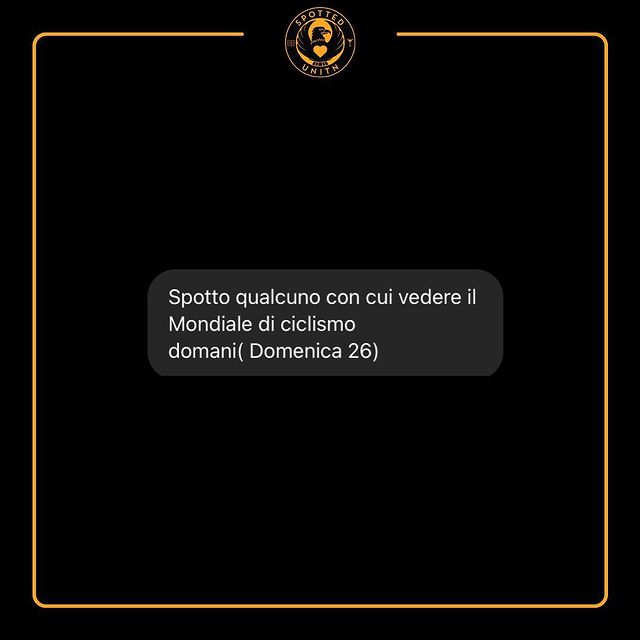 SPOTTED
UNITN
Spotto qualcuno con cui vedere il
Mondiale di ciclismo
domani( Domenica 26)